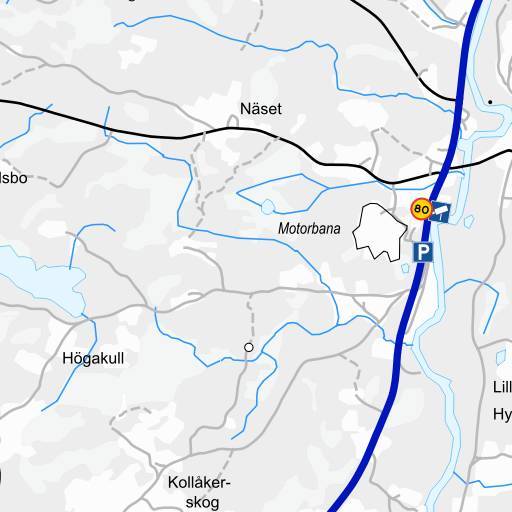 Näset
lsbo
80
Motorbana
P
Högakull
Lill
Hy
Kollåker-
skog